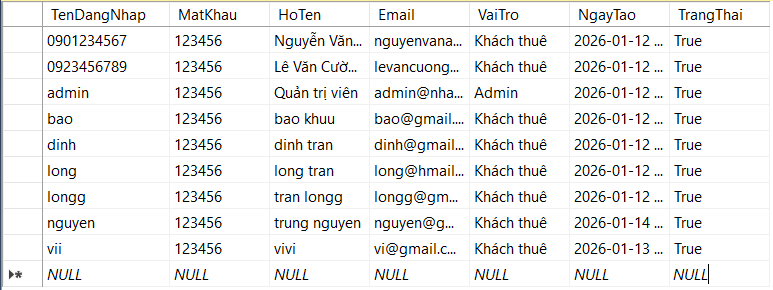 TenDangNhap MatKhau HoTen Email VaiTro NgayTao TrangThai
0901234567 123456 Nguyễn Văn... nguyenvana... Khách thuê 2026-01-12 ... True
0923456789 123456 Lê Văn Cườ... levancuong... Khách thuê 2026-01-12 ... True
admin 123456 Quản trị viên admin@nha... Admin 2026-01-12 ... True
bao 123456 bao khuu bao@gmail.... Khách thuê 2026-01-12 ... True
dinh 123456 dinh tran dinh@gmail... Khách thuê 2026-01-12 ... True
long 123456 long tran long@hmail... Khách thuê 2026-01-12 ... True
longg 123456 tran longg longg@gm... Khách thuê 2026-01-12 ... True
nguyen 123456 trung nguyen nguyen@g... Khách thuê 2026-01-14 ... True
vii 123456 vivi vi@gmail.c... Khách thuê 2026-01-13 ... True
NULL NULL NULL NULL NULL NULL NULL